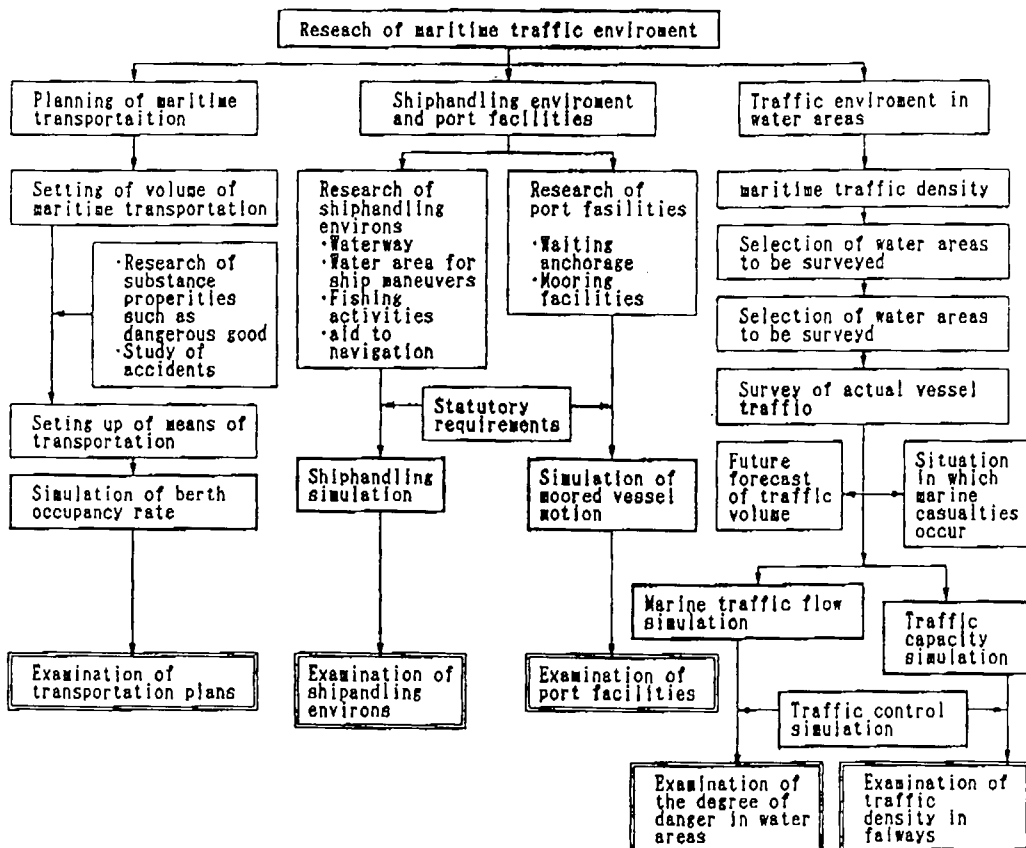 Reseach of maritime traffic enviroment
Planning of maritime
transportaition
Shiphandling enviroment
and port facilities
Traffic enviroment in
water areas
Setting of volume of
maritime transportation
·Research of
substance
properities
such as
dangerous good
·Study of
accidents
Seting up of means of
transportation
Simulation of berth
occupancy rate
Examination of
transportation plans
Research of
shiphandling
environs
·Waterway
·Water area for
ship maneuvers
·Fishing
activities
·aid to
navigation
Research of
port fasilities
·Waiting
anchorage
·Mooring
facilities
Statutory
requirements
Shiphandling
simulation
Simulation of
moored vessel
motion
Examination of
shipandling
environs
Examination of
port facilities
maritime traffic density
Selection of water areas
to be surveyed
Selection of water areas
to be surveyd
Survey of actual vessel
traffio
Future
forecast
of traffic
volume
Situation
in which
marine
casualties
occur
Marine traffic flow
simulation
Traffic
capacity
simulation
Traffic control
simulation
Examination of
the degree of
danger in water
areas
Examination of
traffic
density in
faiways